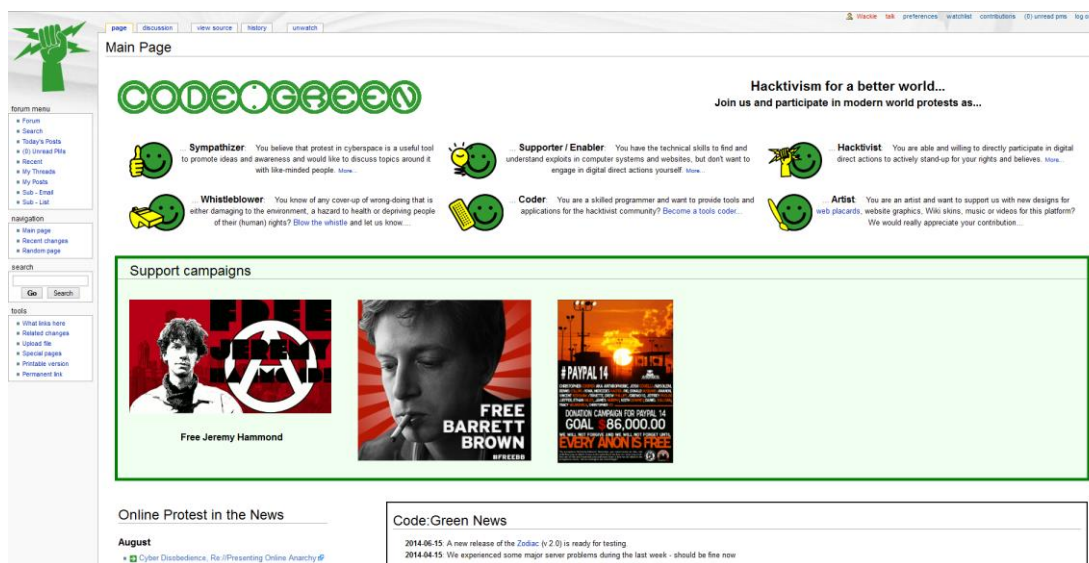 Wackie talk preferences watchlist contributions (0) unread pms log o
page discussion view source history unwatch
Main Page
CODE:GREEN
Hacktivism for a better world...
Join us and participate in modern world protests as...
... Sympathizer: You believe that protest in cyberspace is a useful tool
to promote ideas and awareness and would like to discuss topics around it
with like-minded people. More...
... Supporter / Enabler: You have the technical skills to find and
understand exploits in computer systems and websites, but don't want to
engage in digital direct actions yourself. More...
... Hacktivist: You are able and willing to directly participate in digital
direct actions to actively stand-up for your rights and believes. More...
... Whistleblower: You know of any cover-up of wrong-doing that is
either damaging to the environment, a hazard to health or depriving people
of their (human) rights? Blow the whistle and let us know....
... Coder: You are a skilled programmer and want to provide tools and
applications for the hacktivist community? Become a tools coder...
... Artist: You are an artist and want to support us with new designs for
web placards, website graphics, Wiki skins, music or videos for this platform?
We would really appreciate your contribution...
forum menu
Forum
Search
Today's Posts
(0) Unread PMs
Recent
My Threads
My Posts
Sub - Email
Sub - List
navigation
Main page
Recent changes
Random page
search
Go Search
tools
What links here
Related changes
Upload file
Special pages
Printable version
Permanent link
Support campaigns
FREE
JEREMY
HAMMOND
Free Jeremy Hammond
FREE
BARRETT
BROWN
#FREEBB
# PAYPAL 14
DONATION CAMPAIGN FOR PAYPAL 14
GOAL $86,000.00
WE WILL NOT FORGIVE AND WE WILL NOT FORGET UNTIL
EVERY ANON IS FREE
Online Protest in the News
August
Cyber Disobedience, Re://Presenting Online Anarchy
Code:Green News
2014-06-15: A new release of the Zodiac (v 2.0) is ready for testing.
2014-04-15: We experienced some major server problems during the last week - should be fine now